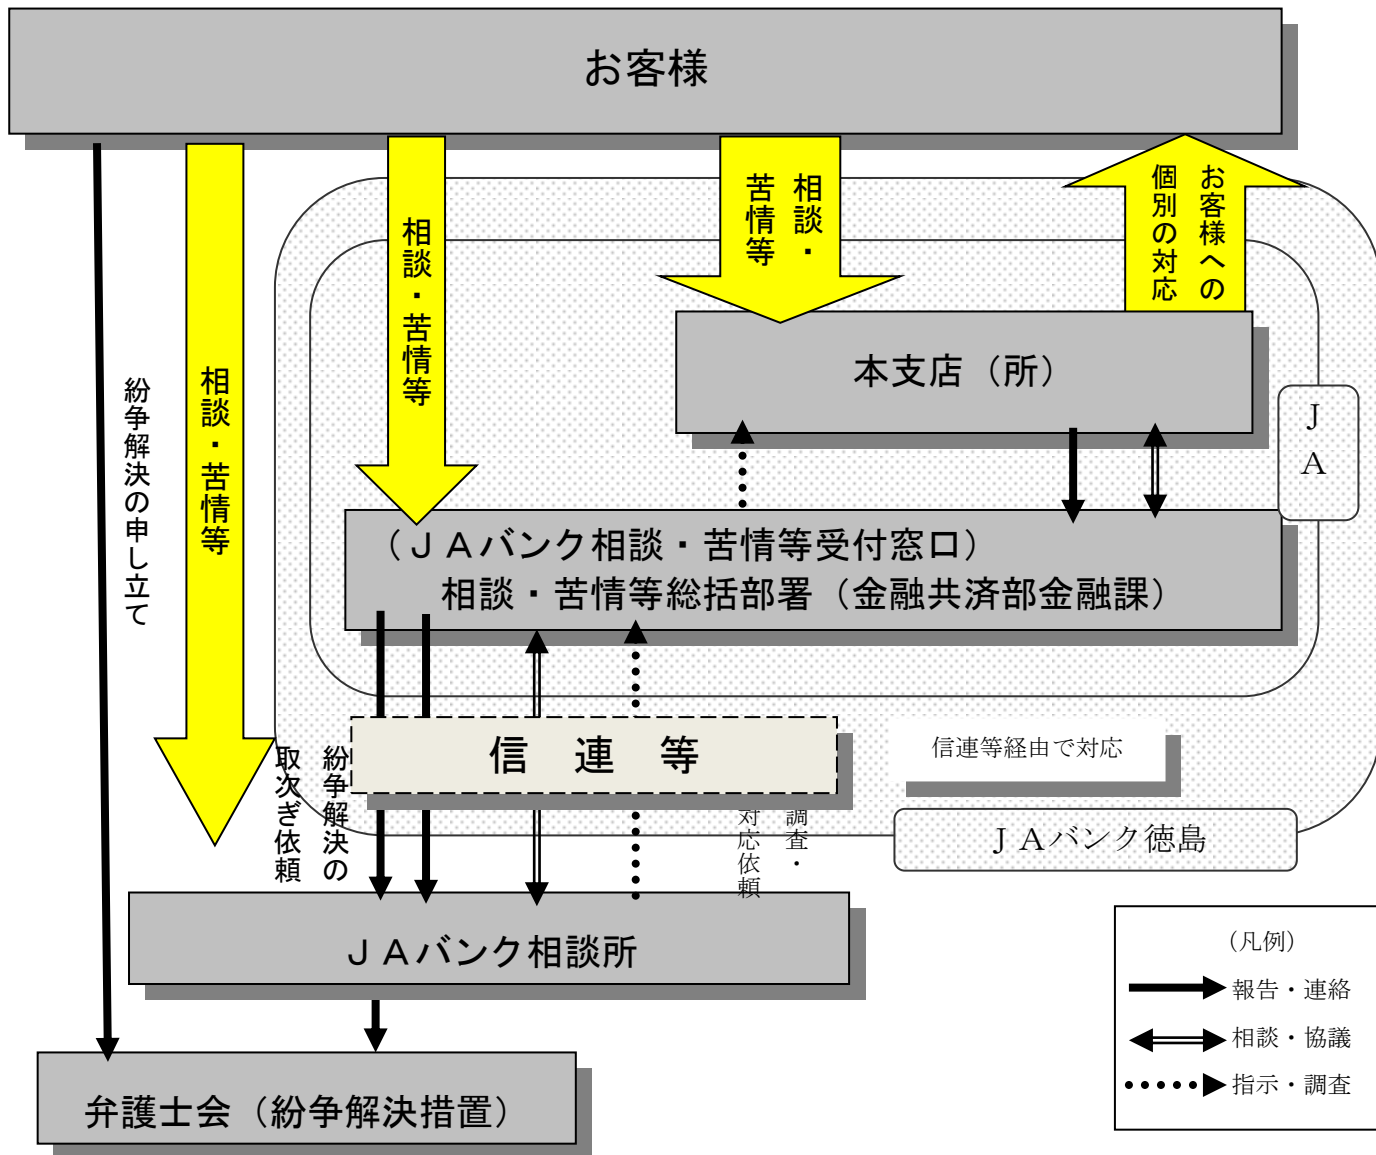 お客様
相談・
苦情等
お客様への
個別の対応
相談・苦情等
相談・苦情等
紛争解決の申し立て
本支店（所）
ＪＡ
（ＪＡバンク相談・苦情等受付窓口）
相談・苦情等総括部署（金融共済部金融課）
信　連　等
信連等経由で対応
紛争解決の
取次ぎ依頼
調査・
対応依頼
ＪＡバンク徳島
ＪＡバンク相談所
弁護士会（紛争解決措置）
（凡例）
報告・連絡
相談・協議
指示・調査